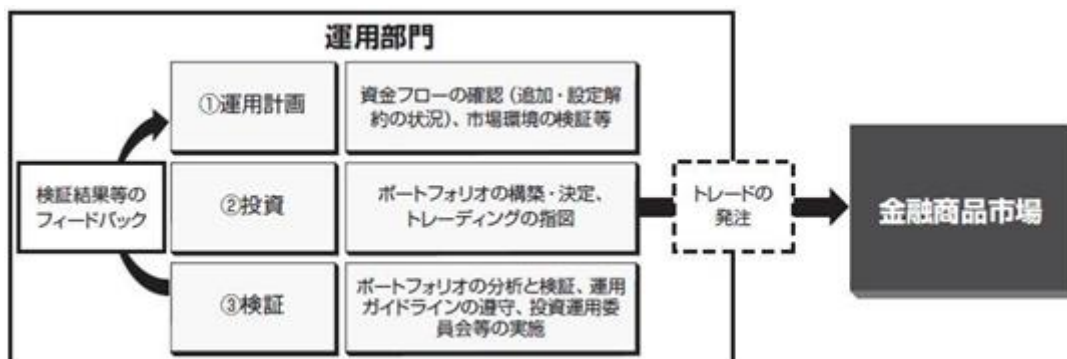 運用部門
①運用計画
資金フローの確認（追加・設定解
約の状況）、市場環境の検証等
検証結果等の
フィードバック
②投資
ポートフォリオの構築・決定、
トレーディングの指図
トレードの
発注
金融商品市場
③検証
ポートフォリオの分析と検証、運用
ガイドラインの遵守、投資運用委
員会等の実施